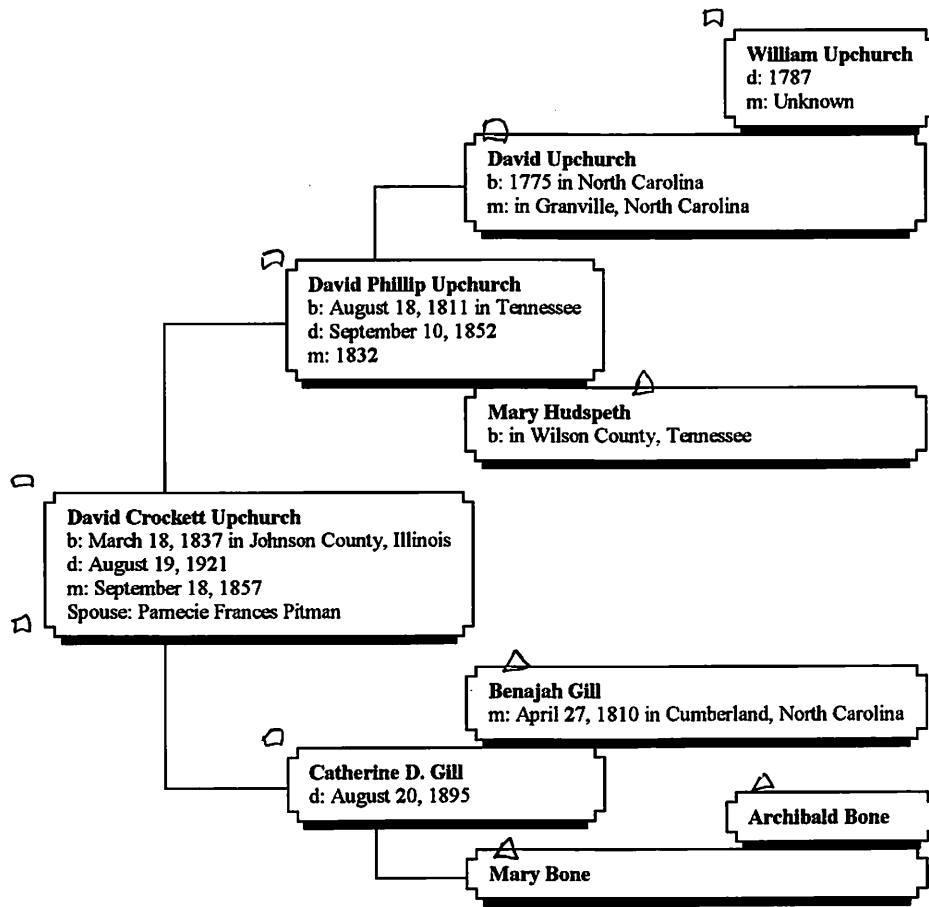 William Upchurch
d: 1787
m: Unknown
David Upchurch
b: 1775 in North Carolina
m: in Granville, North Carolina
David Phillip Upchurch
b: August 18, 1811 in Tennessee
d: September 10, 1852
m: 1832
Mary Hudspeth
b: in Wilson County, Tennessee
David Crockett Upchurch
b: March 18, 1837 in Johnson County, Illinois
d: August 19, 1921
m: September 18, 1857
Spouse: Parnecie Frances Pitman
Benajah Gill
m: April 27, 1810 in Cumberland, North Carolina
Catherine D. Gill
d: August 20, 1895
Archibald Bone
Mary Bone